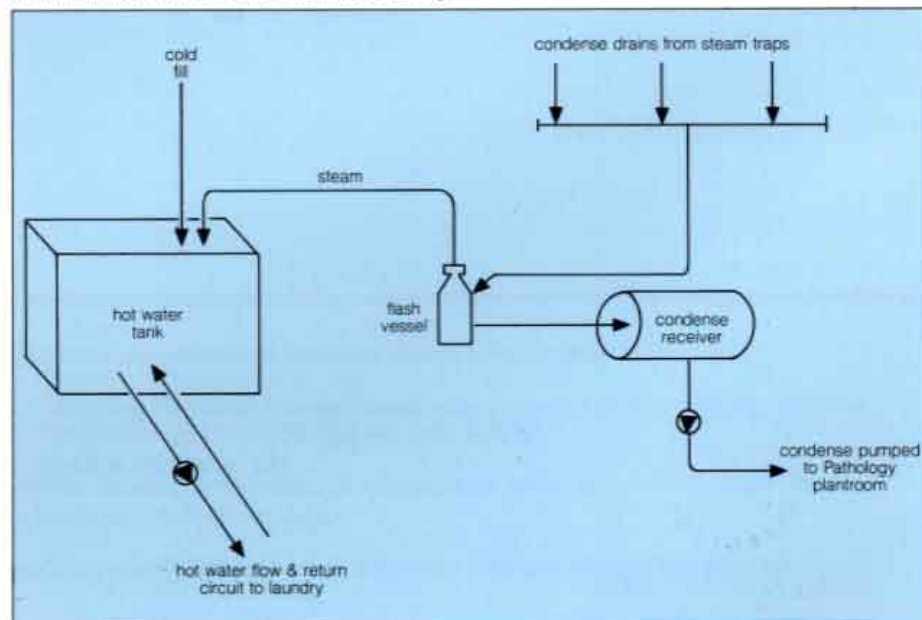 cold
fill
condense drains from steam traps
steam
hot water
tank
flash
vessel
condense
receiver
condense pumped
to Pathology
plantroom
hot water flow & return
circuit to laundry